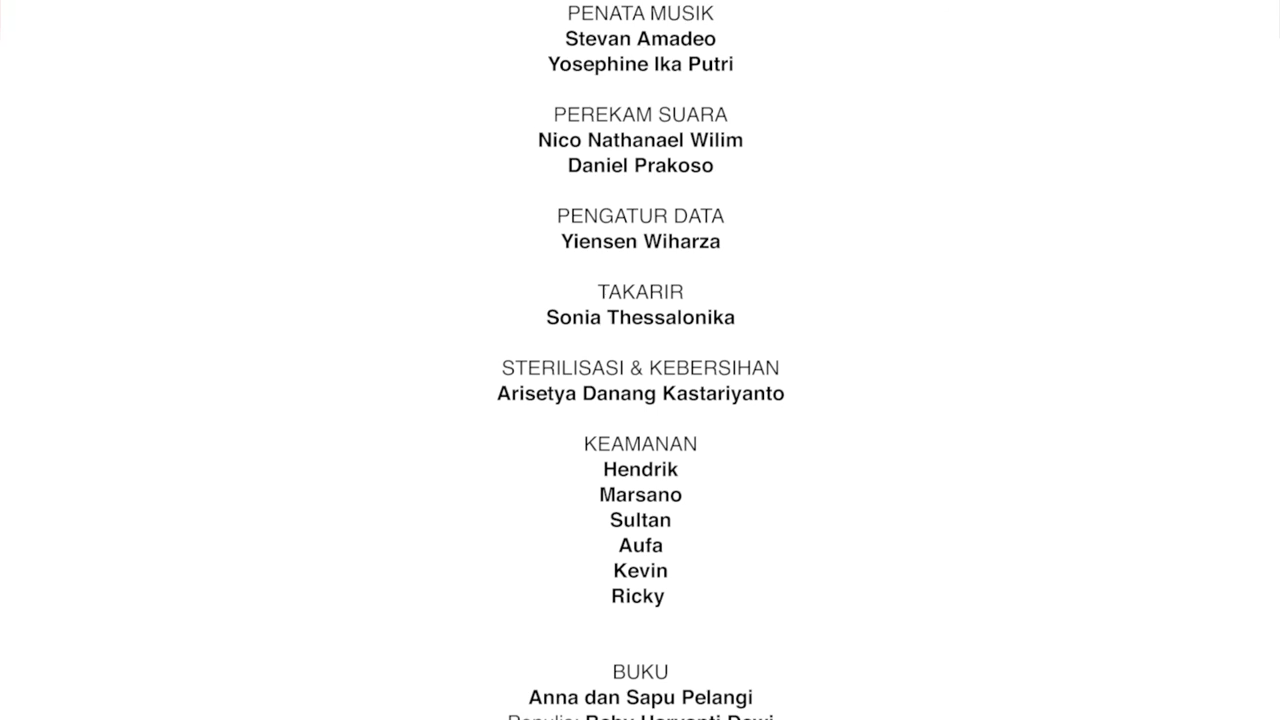 PENATA MUSIK
Stevan Amadeo
Yosephine Ika Putri
PEREKAM SUARA
Nico Nathanael Wilim
Daniel Prakoso
PENGATUR DATA
Yiensen Wiharza
TAKARIR
Sonia Thessalonika
STERILISASI & KEBERSIHAN
Arisetya Danang Kastariyanto
KEAMANAN
Hendrik
Marsano
Sultan
Aufa
Kevin
Ricky
BUKU
Anna dan Sapu Pelangi